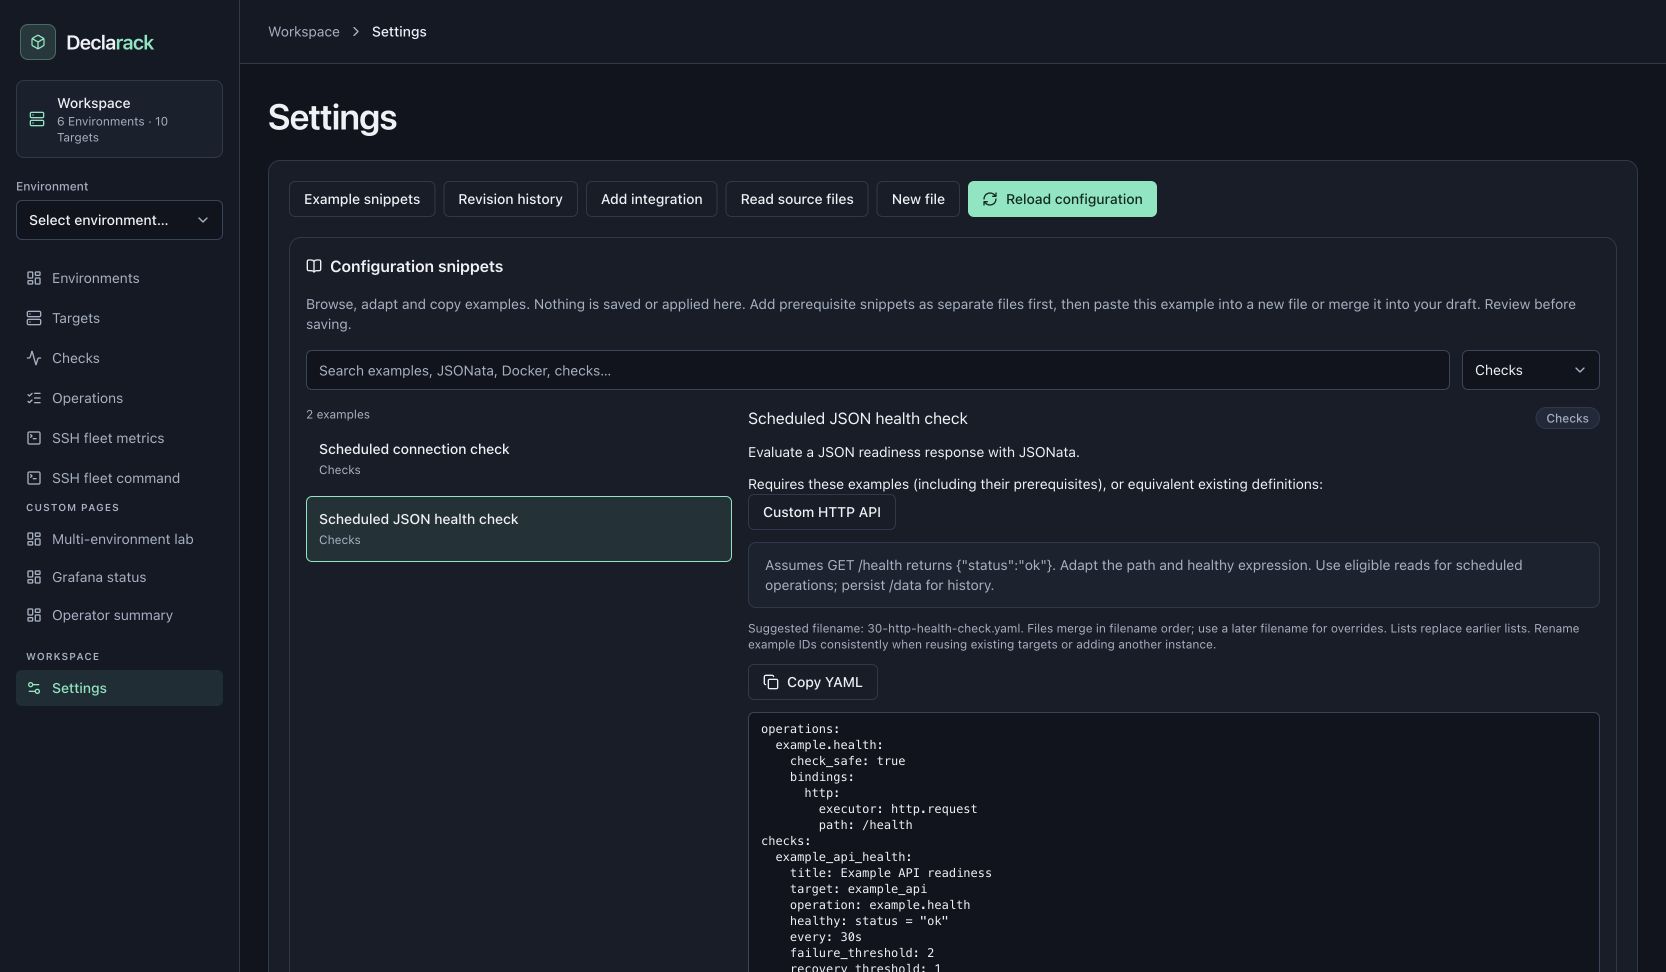 Declarack
Workspace
6 Environments · 10
Targets
Environment
Select environment...
Environments
Targets
Checks
Operations
SSH fleet metrics
SSH fleet command
CUSTOM PAGES
Multi-environment lab
Grafana status
Operator summary
WORKSPACE
Settings
Workspace > Settings
Settings
Example snippets
Revision history
Add integration
Read source files
New file
Reload configuration
Configuration snippets
Browse, adapt and copy examples. Nothing is saved or applied here. Add prerequisite snippets as separate files first, then paste this example into a new file or merge it into your draft. Review before
saving.
Search examples, JSONata, Docker, checks...
Checks
2 examples
Scheduled connection check
Checks
Scheduled JSON health check
Checks
Scheduled JSON health check
Checks
Evaluate a JSON readiness response with JSONata.
Requires these examples (including their prerequisites), or equivalent existing definitions:
Custom HTTP API
Assumes GET /health returns {"status":"ok"}. Adapt the path and healthy expression. Use eligible reads for scheduled
operations; persist /data for history.
Suggested filename: 30-http-health-check.yaml. Files merge in filename order; use a later filename for overrides. Lists replace earlier lists. Rename
example IDs consistently when reusing existing targets or adding another instance.
Copy YAML
operations:
  example.health:
    check_safe: true
    bindings:
      http:
        executor: http.request
        path: /health
checks:
  example_api_health:
    title: Example API readiness
    target: example_api
    operation: example.health
    healthy: status = "ok"
    every: 30s
    failure_threshold: 2
    recovery_threshold: 1